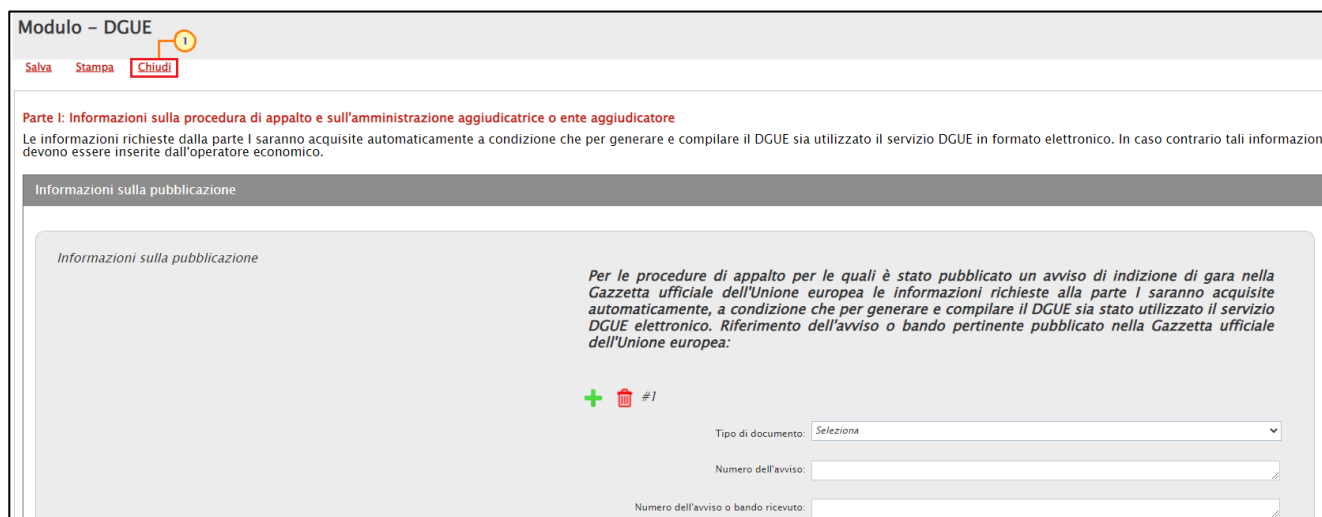 Modulo – DGUE
1
Salva Stampa Chiudi
Parte I: Informazioni sulla procedura di appalto e sull'amministrazione aggiudicatrice o ente aggiudicatore
Le informazioni richieste dalla parte I saranno acquisite automaticamente a condizione che per generare e compilare il DGUE sia utilizzato il servizio DGUE in formato elettronico. In caso contrario tali informazion
devono essere inserite dall'operatore economico.
Informazioni sulla pubblicazione
Informazioni sulla pubblicazione
Per le procedure di appalto per le quali è stato pubblicato un avviso di indizione di gara nella
Gazzetta ufficiale dell'Unione europea le informazioni richieste alla parte I saranno acquisite
automaticamente, a condizione che per generare e compilare il DGUE sia stato utilizzato il servizio
DGUE elettronico. Riferimento dell'avviso o bando pertinente pubblicato nella Gazzetta ufficiale
dell'Unione europea:
#1
Tipo di documento: Seleziona
Numero dell'avviso:
Numero dell'avviso o bando ricevuto: